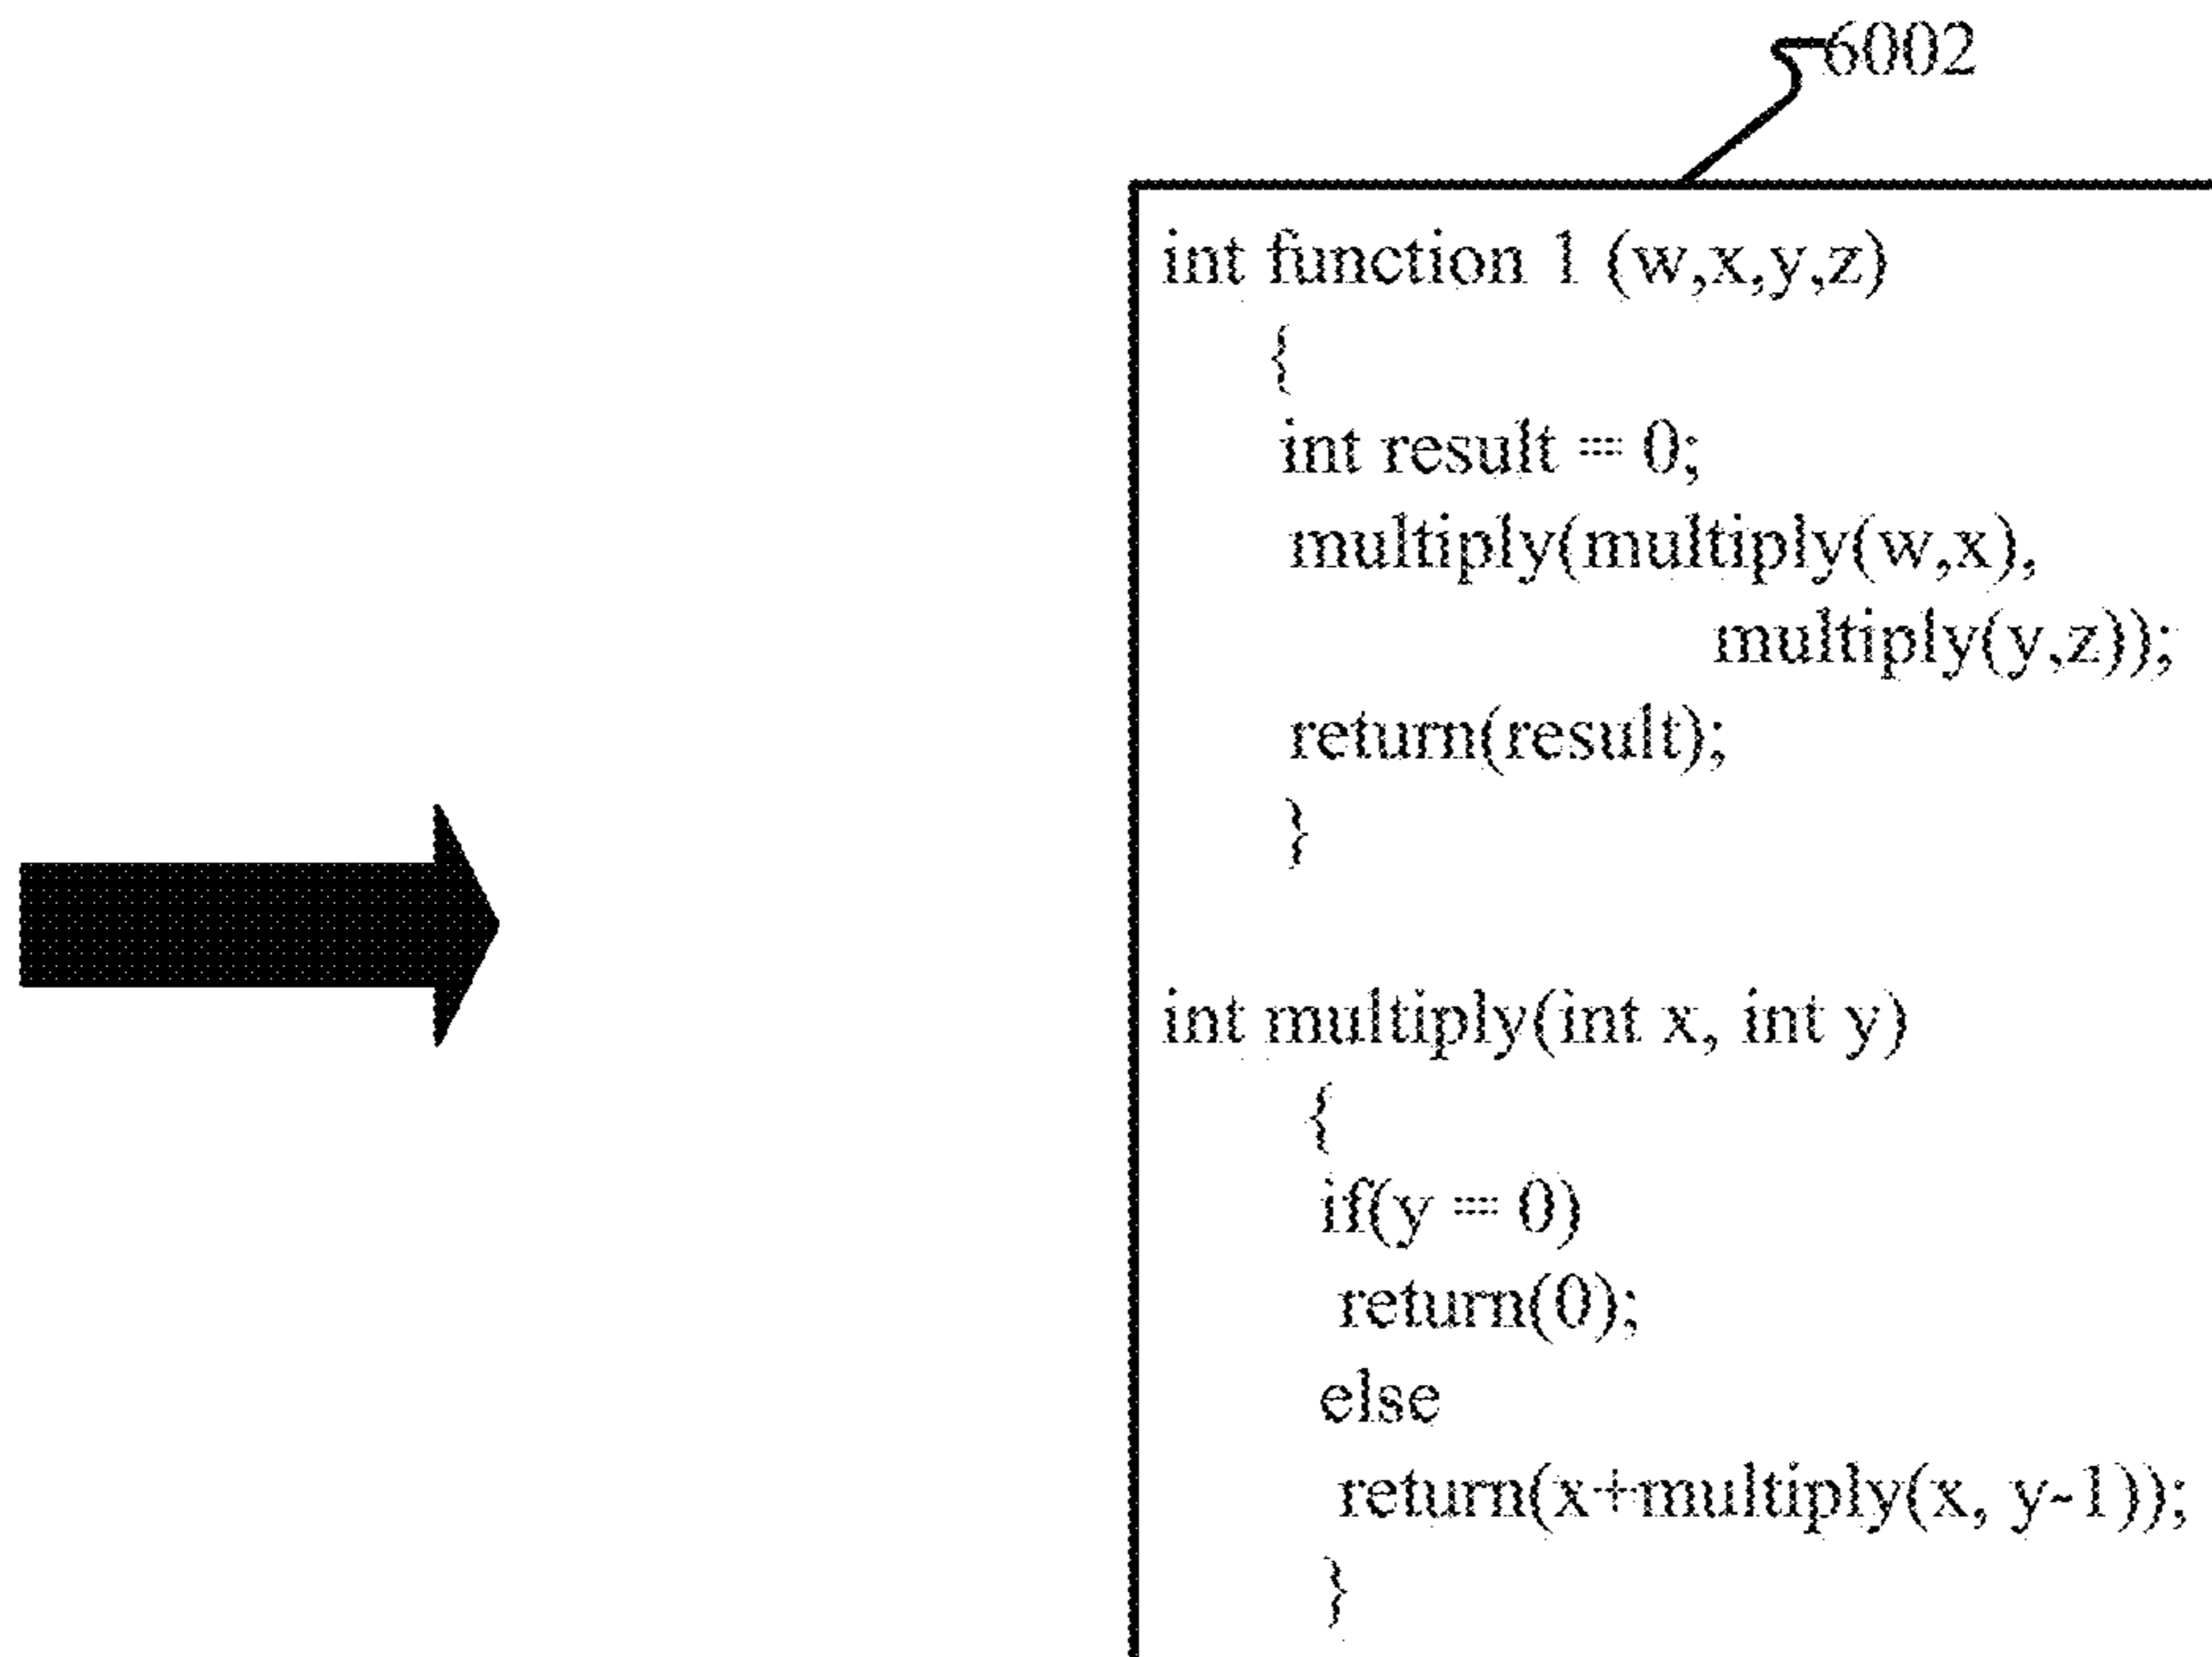 6002
int function 1 (w,x,y,z)
{
int result = 0;
multiply(multiply(w,x),
multiply(y,z));
return(result);
}
int multiply(int x, int y)
{
if(y = 0)
return(0);
else
return(x+multiply(x, y-1));
}